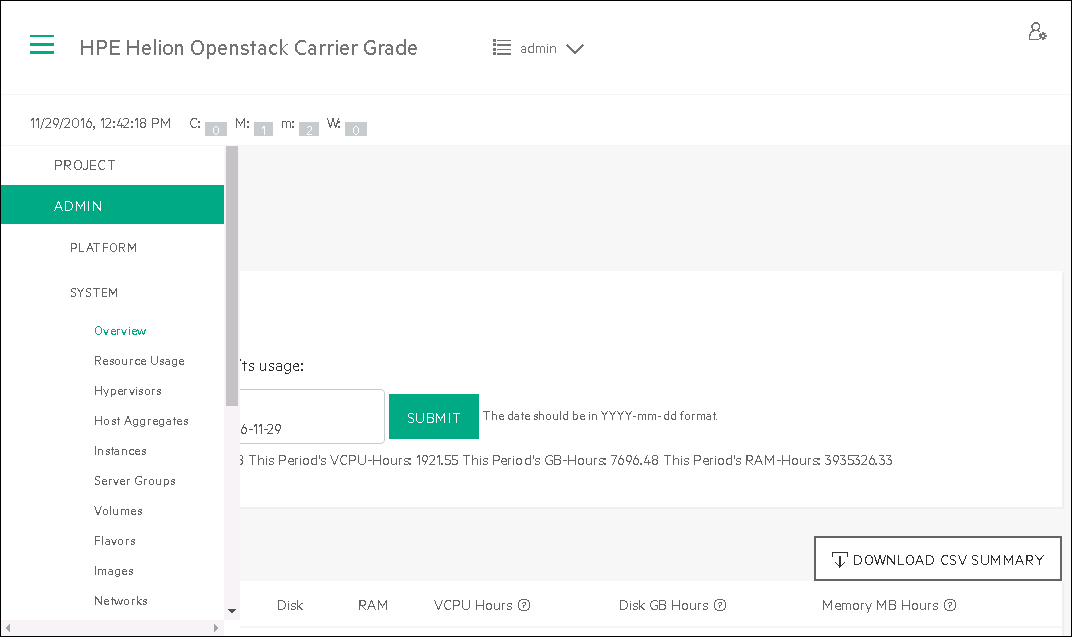 HPE Helion Openstack Carrier Grade admin
11/29/2016, 12:42:18 PM C: 0 M: 1 m: 2 W: 0
PROJECT
ADMIN
PLATFORM
SYSTEM
Overview
Resource Usage
Hypervisors
Host Aggregates
Instances
Server Groups
Volumes
Flavors
Images
Networks
its usage:
6-11-29
SUBMIT The date should be in YYYY-mm-dd format.
This Period's VCPU-Hours: 1921.55 This Period's GB-Hours: 7696.48 This Period's RAM-Hours: 3935326.33
DOWNLOAD CSV SUMMARY
Disk RAM VCPU Hours ? Disk GB Hours ? Memory MB Hours ?